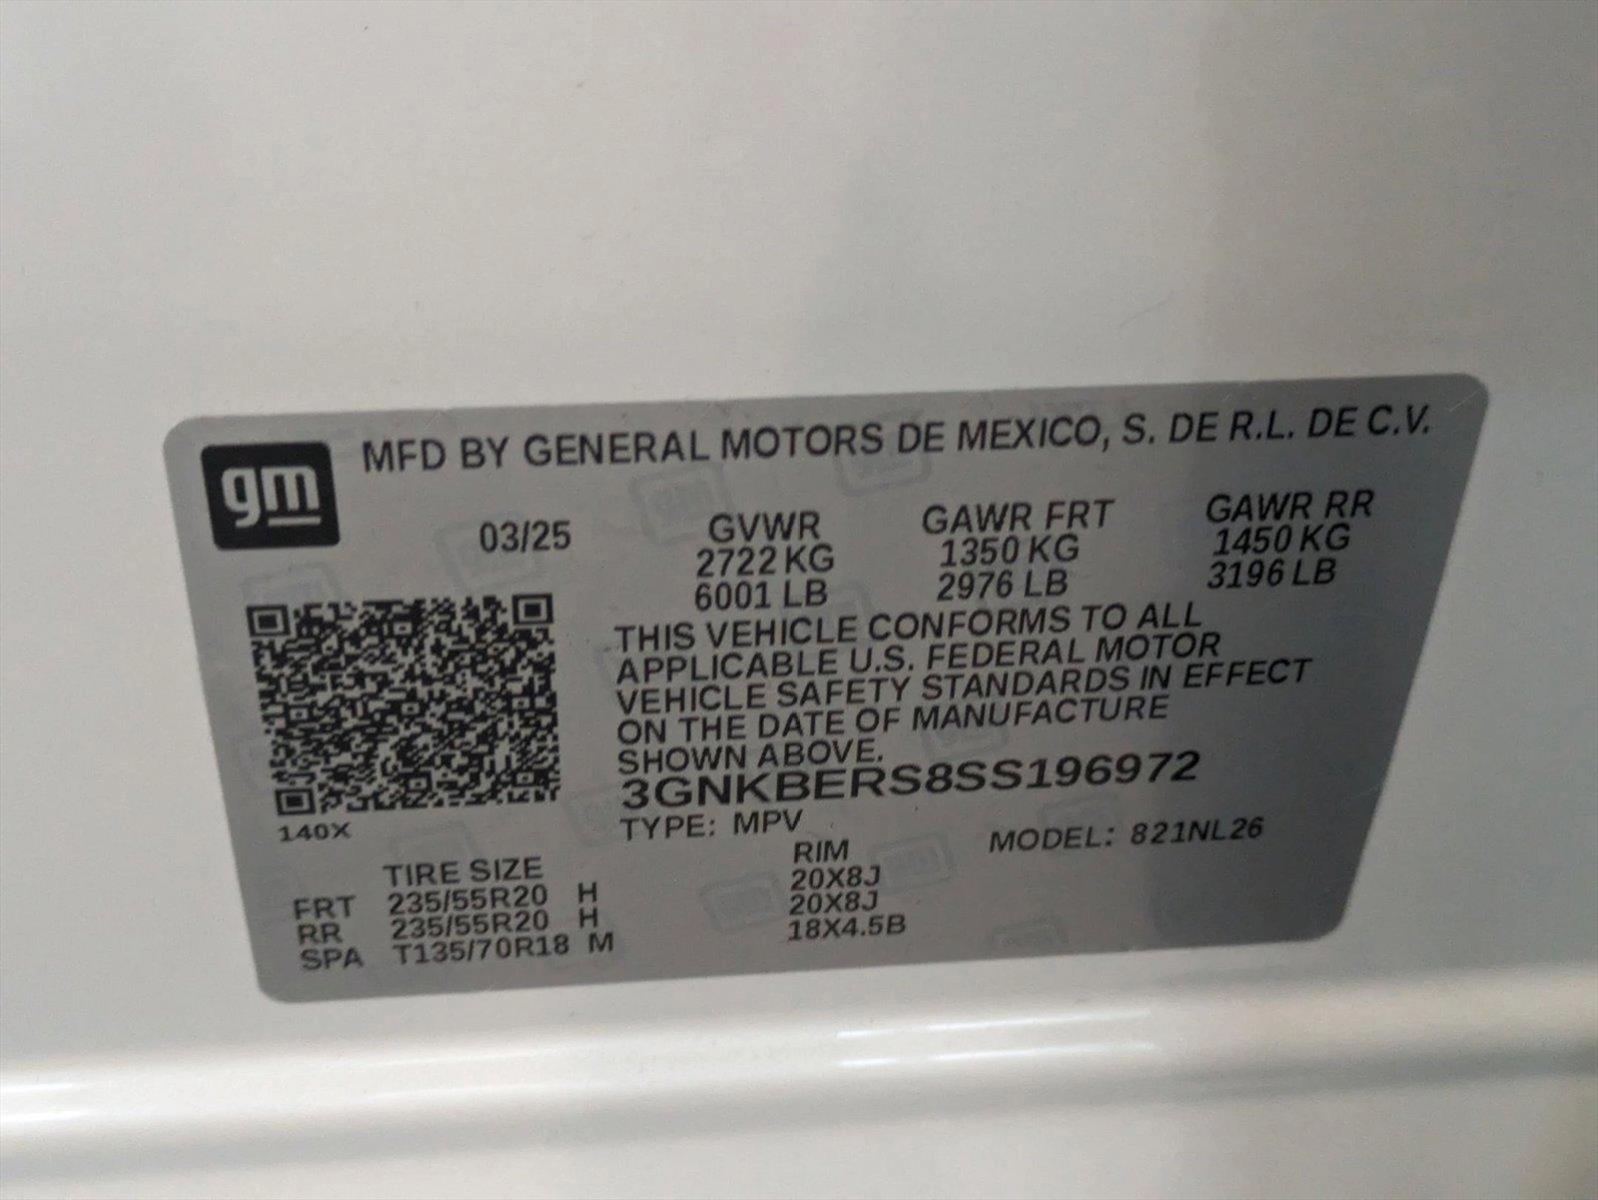 gm
MFD BY GENERAL MOTORS DE MEXICO, S. DE R.L. DE C.V.
03/25 GVWR GAWR FRT GAWR RR
2722 KG 1350 KG 1450 KG
6001 LB 2976 LB 3196 LB
THIS VEHICLE CONFORMS TO ALL
APPLICABLE U.S. FEDERAL MOTOR
VEHICLE SAFETY STANDARDS IN EFFECT
ON THE DATE OF MANUFACTURE
SHOWN ABOVE.
3GNKBERS8SS196972
140X
TYPE: MPV MODEL: 821NL26
TIRE SIZE RIM
FRT 235/55R20 H 20X8J
RR 235/55R20 H 20X8J
SPA T135/70R18 M 18X4.5B